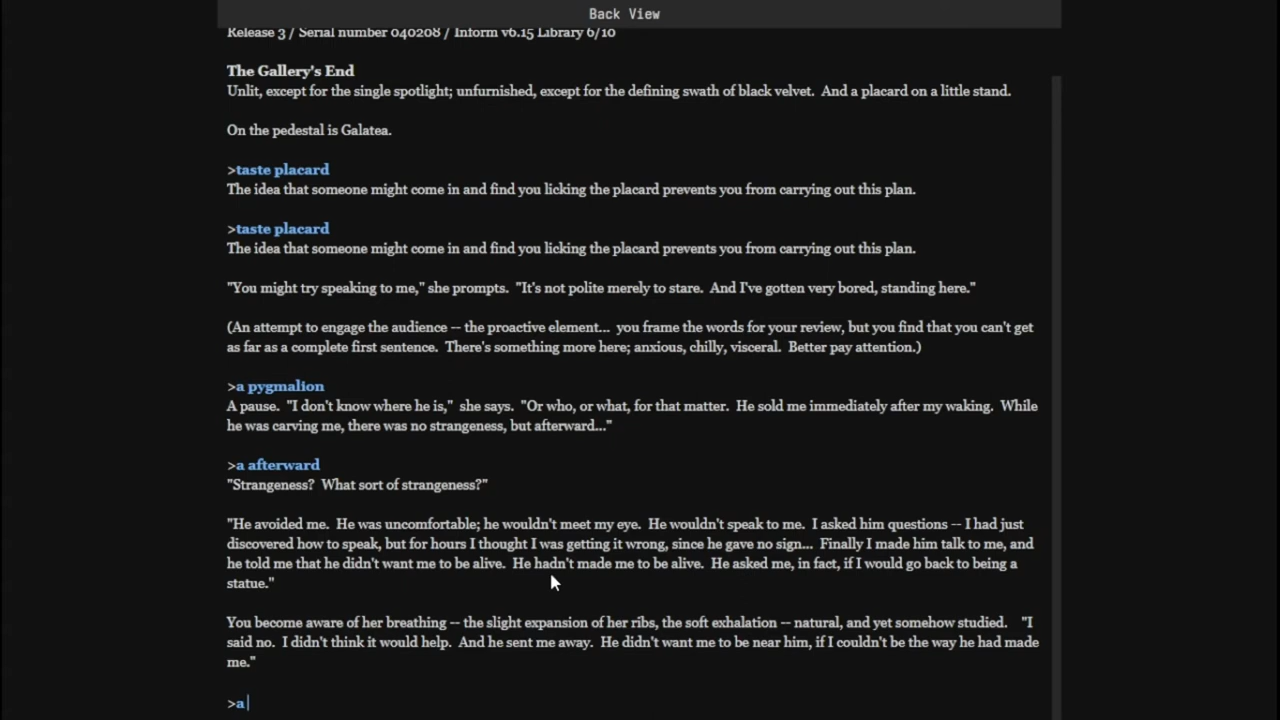 Back View
Release 3 / Serial number 040208 / Inform v6.15 Library 6/10
The Gallery's End
Unlit, except for the single spotlight; unfurnished, except for the defining swath of black velvet.  And a placard on a little stand.
On the pedestal is Galatea.
>taste placard
The idea that someone might come in and find you licking the placard prevents you from carrying out this plan.
>taste placard
The idea that someone might come in and find you licking the placard prevents you from carrying out this plan.
"You might try speaking to me," she prompts.  "It's not polite merely to stare.  And I've gotten very bored, standing here."
(An attempt to engage the audience -- the proactive element...  you frame the words for your review, but you find that you can't get
as far as a complete first sentence.  There's something more here; anxious, chilly, visceral.  Better pay attention.)
>a pygmalion
A pause.  "I don't know where he is,"  she says.  "Or who, or what, for that matter.  He sold me immediately after my waking.  While
he was carving me, there was no strangeness, but afterward..."
>a afterward
"Strangeness?  What sort of strangeness?"
"He avoided me.  He was uncomfortable; he wouldn't meet my eye.  He wouldn't speak to me.  I asked him questions -- I had just
discovered how to speak, but for hours I thought I was getting it wrong, since he gave no sign...  Finally I made him talk to me, and
he told me that he didn't want me to be alive.  He hadn't made me to be alive.  He asked me, in fact, if I would go back to being a
statue."
You become aware of her breathing -- the slight expansion of her ribs, the soft exhalation -- natural, and yet somehow studied.   "I
said no.  I didn't think it would help.  And he sent me away.  He didn't want me to be near him, if I couldn't be the way he had made
me."
>a